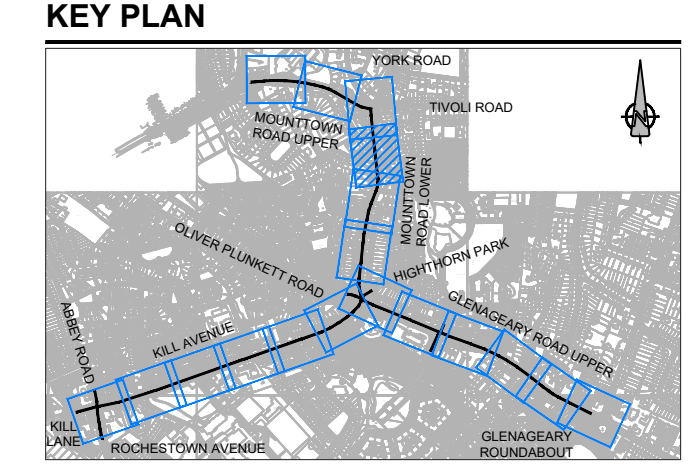 KEY PLAN
YORK ROAD
TIVOLI ROAD
MOUNTTOWN
ROAD UPPER
MOUNTTOWN
ROAD LOWER
OLIVER PLUNKETT ROAD
HIGHTHORN PARK
GLENAGEARY ROAD UPPER
ABBEY ROAD
KILL AVENUE
KILL
LANE
ROCHESTOWN AVENUE
GLENAGEARY
ROUNDABOUT